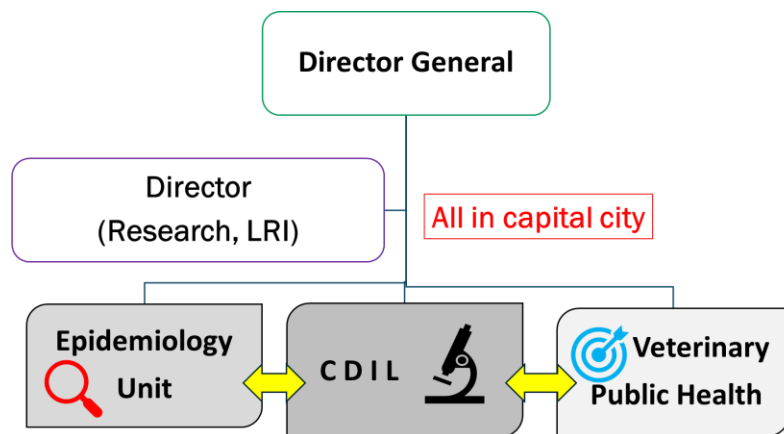 Director General
Director
(Research, LRI)
All in capital city
Epidemiology
Unit
C D I L
Veterinary
Public Health